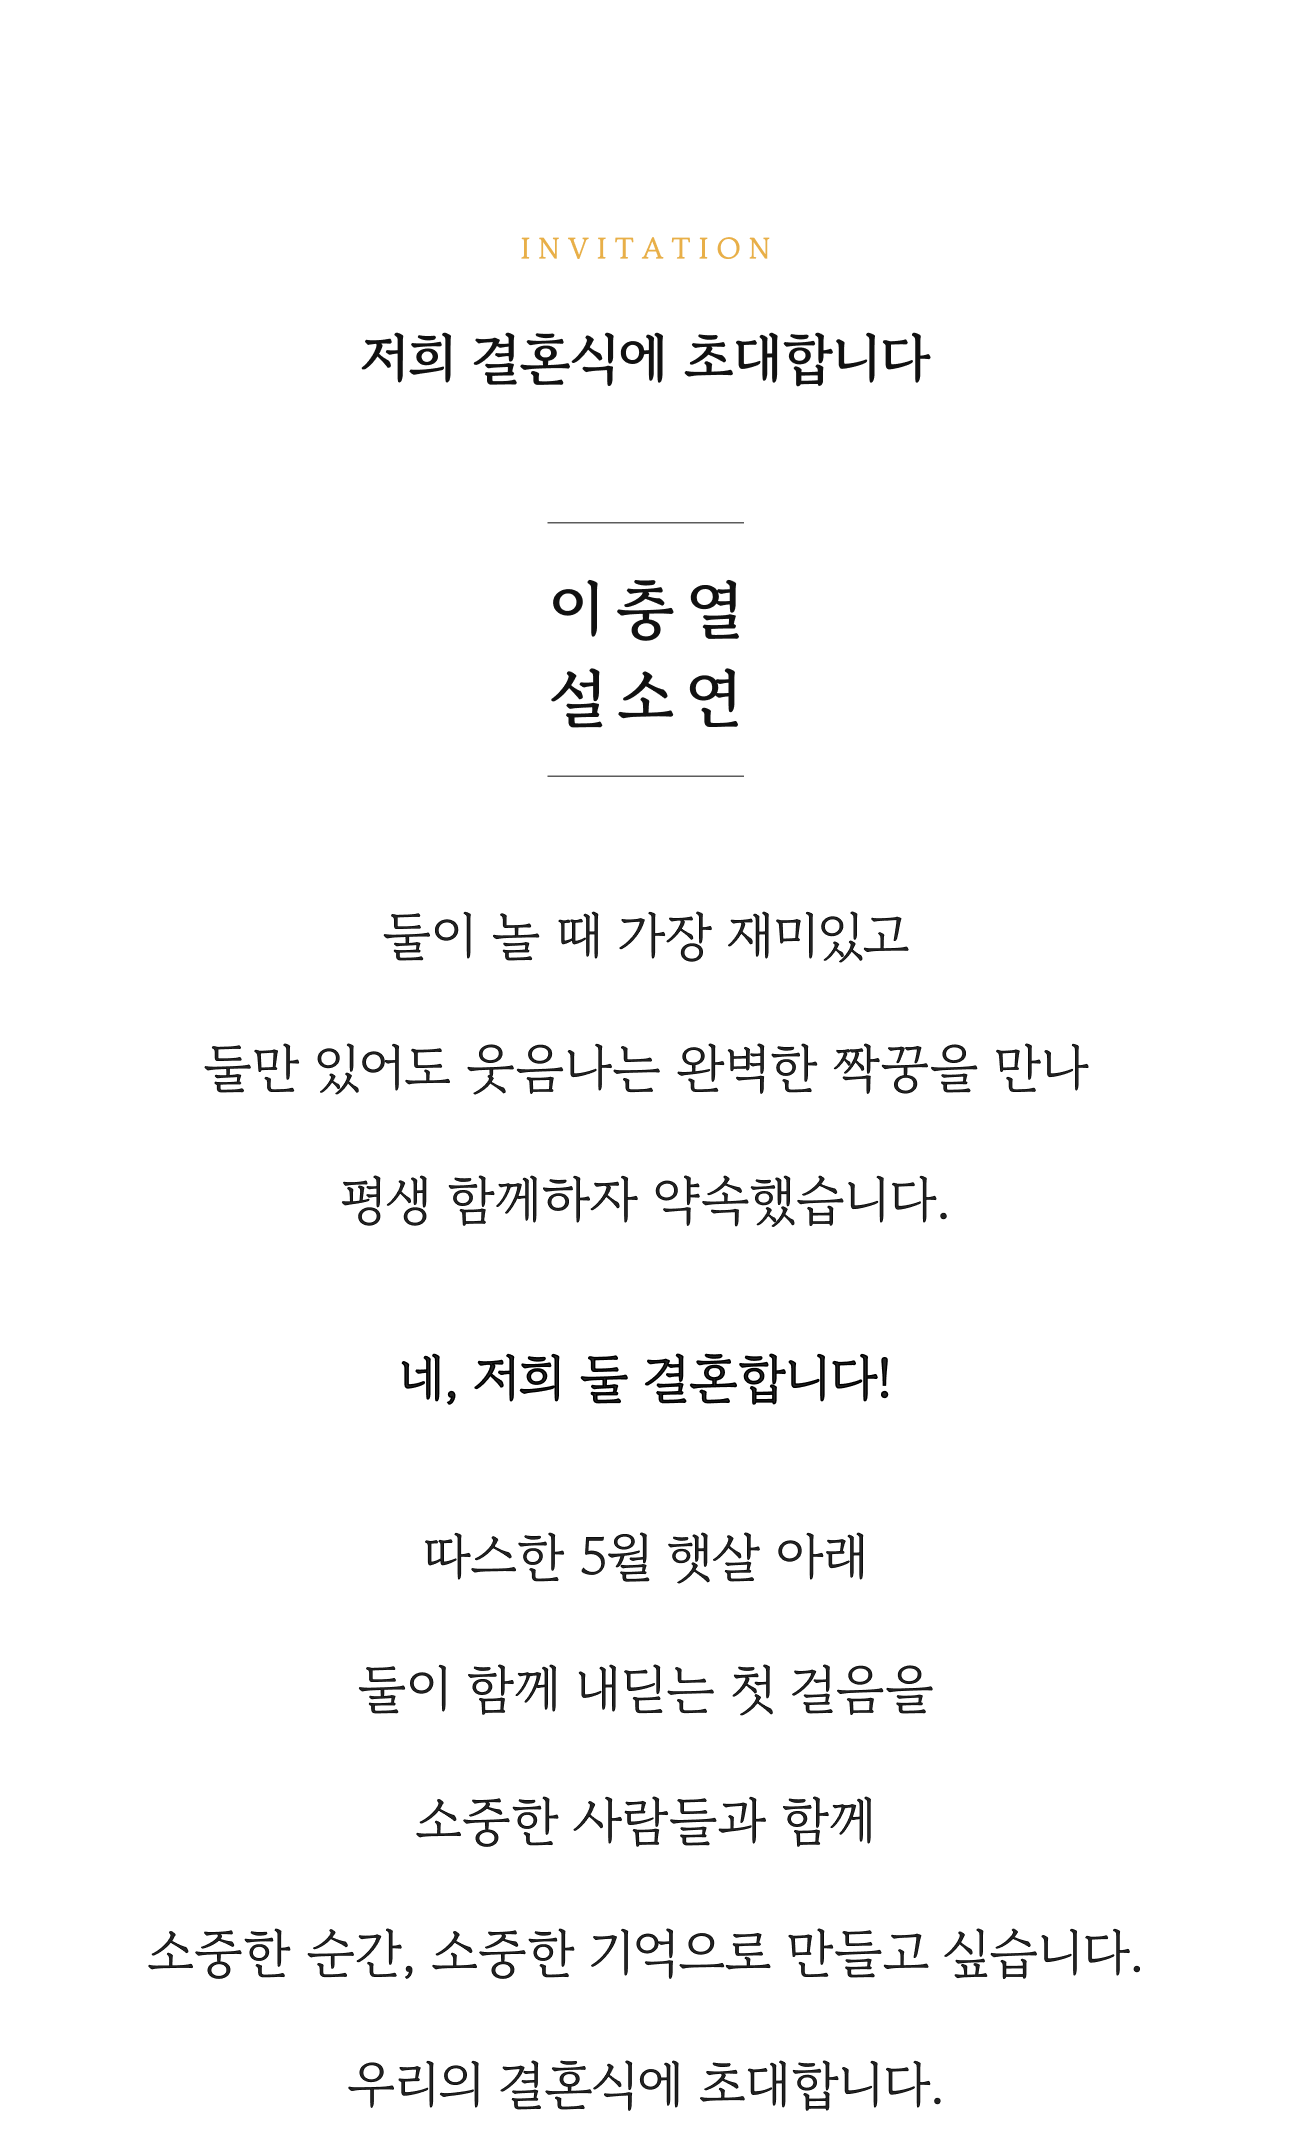 INVITATION
저희 결혼식에 초대합니다
이충열
설소연
둘이 놀 때 가장 재미있고
둘만 있어도 웃음나는 완벽한 짝꿍을 만나
평생 함께하자 약속했습니다.
네, 저희 둘 결혼합니다!
따스한 5월 햇살 아래
둘이 함께 내딛는 첫 걸음을
소중한 사람들과 함께
소중한 순간, 소중한 기억으로 만들고 싶습니다.
우리의 결혼식에 초대합니다.